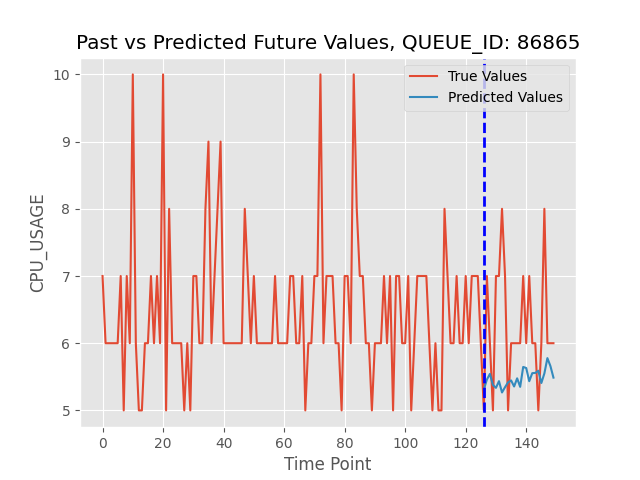 Past vs Predicted Future Values, QUEUE_ID: 86865
True Values
Predicted Values
CPU_USAGE
10
9
8
7
6
5
0 20 40 60 80 100 120 140
Time Point